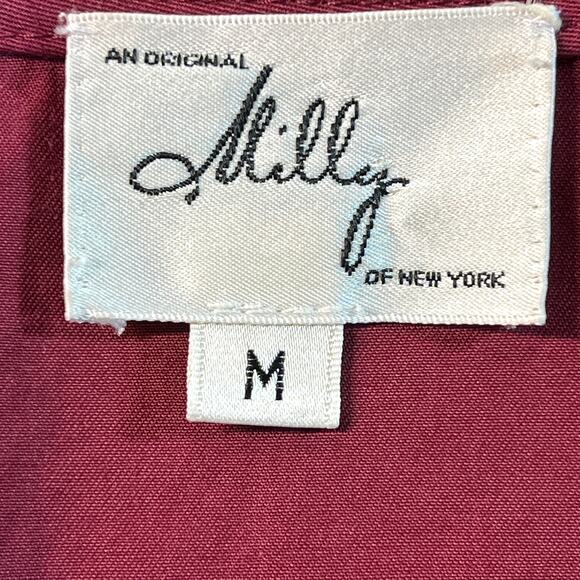 AN ORIGINAL
Milly
OF NEW YORK
M